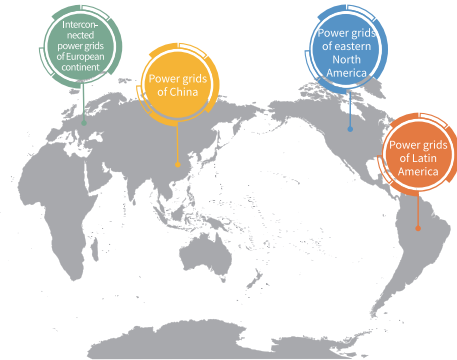 Intercon-
nected
power grids
of European
continent
Power grids
of China
Power grids
of eastern
North
America
Power grids
of Latin
America